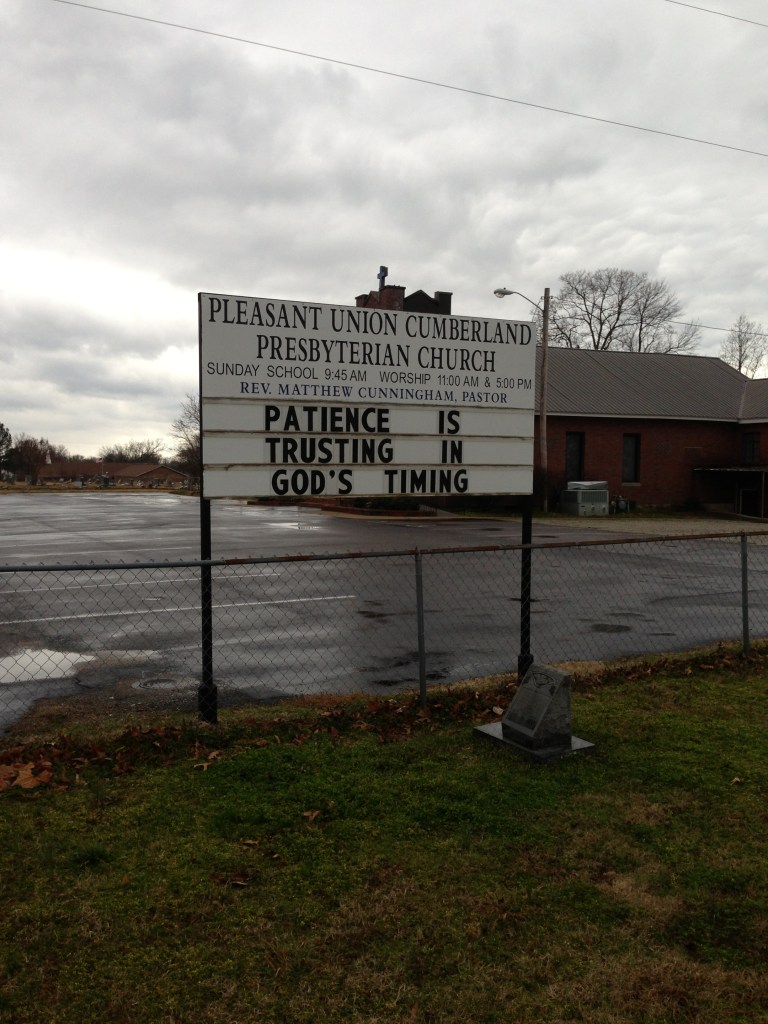 PLEASANT UNION CUMBERLAND
PRESBYTERIAN CHURCH
SUNDAY SCHOOL 9:45 AM WORSHIP 11:00 AM & 5:00 PM
REV. MATTHEW CUNNINGHAM, PASTOR
PATIENCE IS
TRUSTING IN
GOD'S TIMING